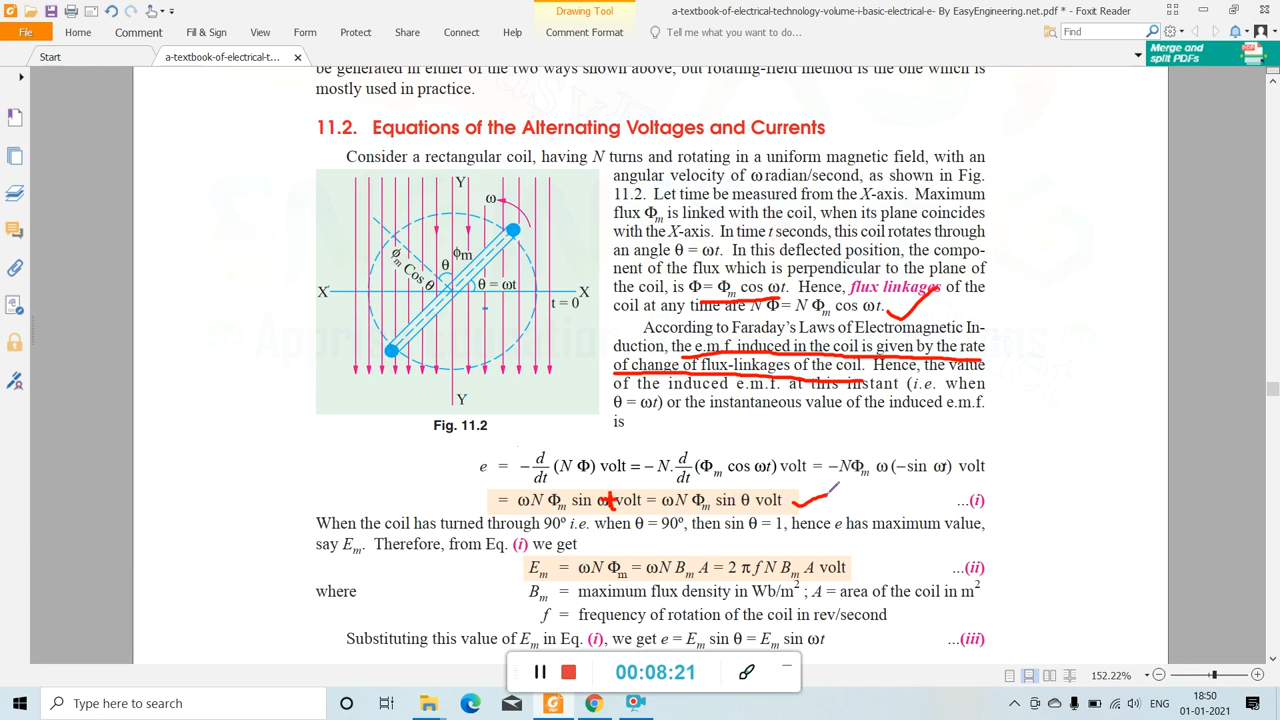 Drawing Tool
a-textbook-of-electrical-technology-volume-i-basic-electrical-e- By EasyEngineering.net.pdf * - Foxit Reader
File Home Comment Fill & Sign View Form Protect Share Connect Help Comment Format Tell me what you want to do... Find
Start a-textbook-of-electrical-t... Merge and split PDFs
be generated in either of the two ways shown above, but rotating-field method is the one which is
mostly used in practice.
11.2. Equations of the Alternating Voltages and Currents
Consider a rectangular coil, having N turns and rotating in a uniform magnetic field, with an
angular velocity of ω radian/second, as shown in Fig.
11.2. Let time be measured from the X-axis. Maximum
flux Φm is linked with the coil, when its plane coincides
with the X-axis. In time t seconds, this coil rotates through
an angle θ = ωt. In this deflected position, the compo-
nent of the flux which is perpendicular to the plane of
the coil, is Φ = Φm cos ωt. Hence, flux linkages of the
coil at any time are N Φ = N Φm cos ωt.
According to Faraday's Laws of Electromagnetic In-
duction, the e.m.f. induced in the coil is given by the rate
of change of flux-linkages of the coil. Hence, the value
of the induced e.m.f. at this instant (i.e. when
θ = ωt) or the instantaneous value of the induced e.m.f.
is
Y
ω
ϕm
ϕm Cos θ
θ
θ = ωt
X' X
t = 0
Y
Fig. 11.2
e = – d/dt (N Φ) volt = – N. d/dt (Φm cos ωt) volt = –NΦm ω (–sin ωt) volt
= ωN Φm sin ωt volt = ωN Φm sin θ volt ...(i)
When the coil has turned through 90º i.e. when θ = 90º, then sin θ = 1, hence e has maximum value,
say Em. Therefore, from Eq. (i) we get
Em = ωN Φm = ωN Bm A = 2 π f N Bm A volt ...(ii)
where Bm = maximum flux density in Wb/m2 ; A = area of the coil in m2
f = frequency of rotation of the coil in rev/second
Substituting this value of Em in Eq. (i), we get e = Em sin θ = Em sin ωt ...(iii)
00:08:21
152.22%
Type here to search
ENG
18:50
01-01-2021